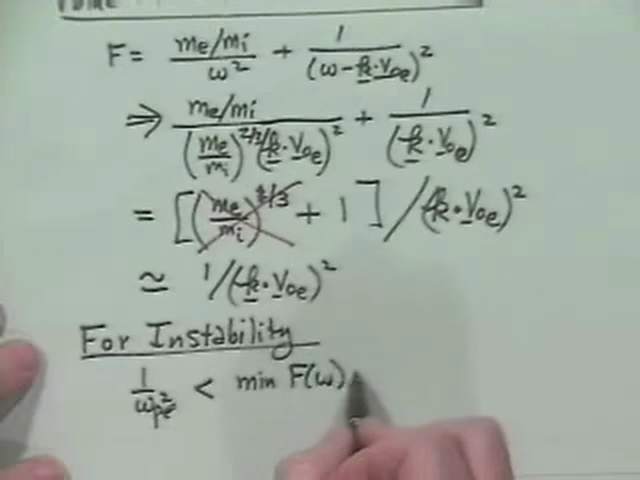 F = (me/mi)/ω² + 1/(ω - k·Voe)²
⇒ (me/mi)/((me/mi)^2/3 (k·Voe)²) + 1/(k·Voe)²
= [(me/mi)^1/3 + 1] / (k·Voe)²
≃ 1/(k·Voe)²
For Instability
1/ωpe² < min F(ω)